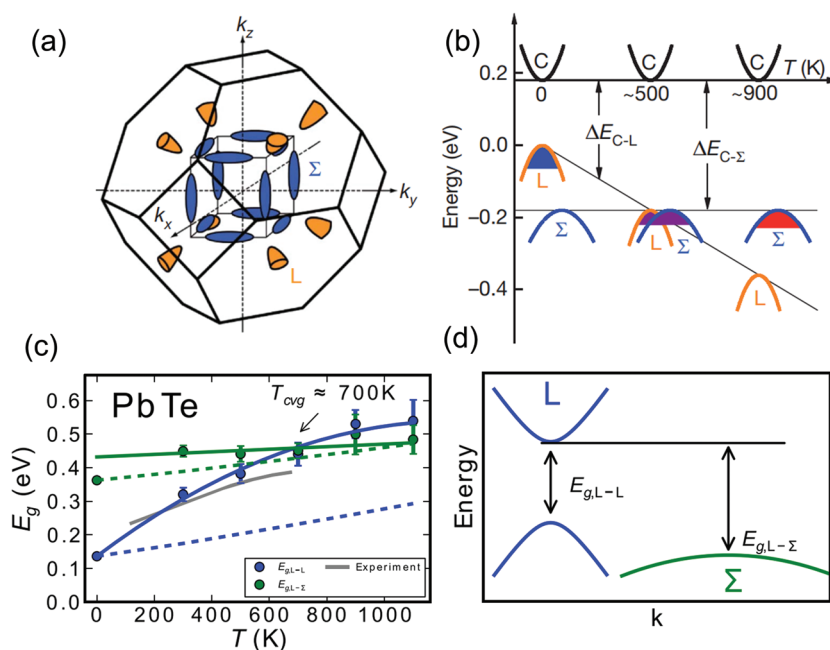 (a)
k_z
Σ
k_y
k_x
L
(b)
C C C T (K)
0.2
0 ~500 ~900
ΔE_C-L
ΔE_C-Σ
0.0
L
Energy (eV)
−0.2
Σ L Σ Σ
−0.4
L
(c)
PbTe
T_cvg ≈ 700K
0.6
0.5
0.4
0.3
0.2
0.1
0.0
E_g (eV)
E_g,L−L Experiment
E_g,L−Σ
0 200 400 600 800 1000
T (K)
(d)
L
Energy
E_g,L−L
E_g,L−Σ
Σ
k